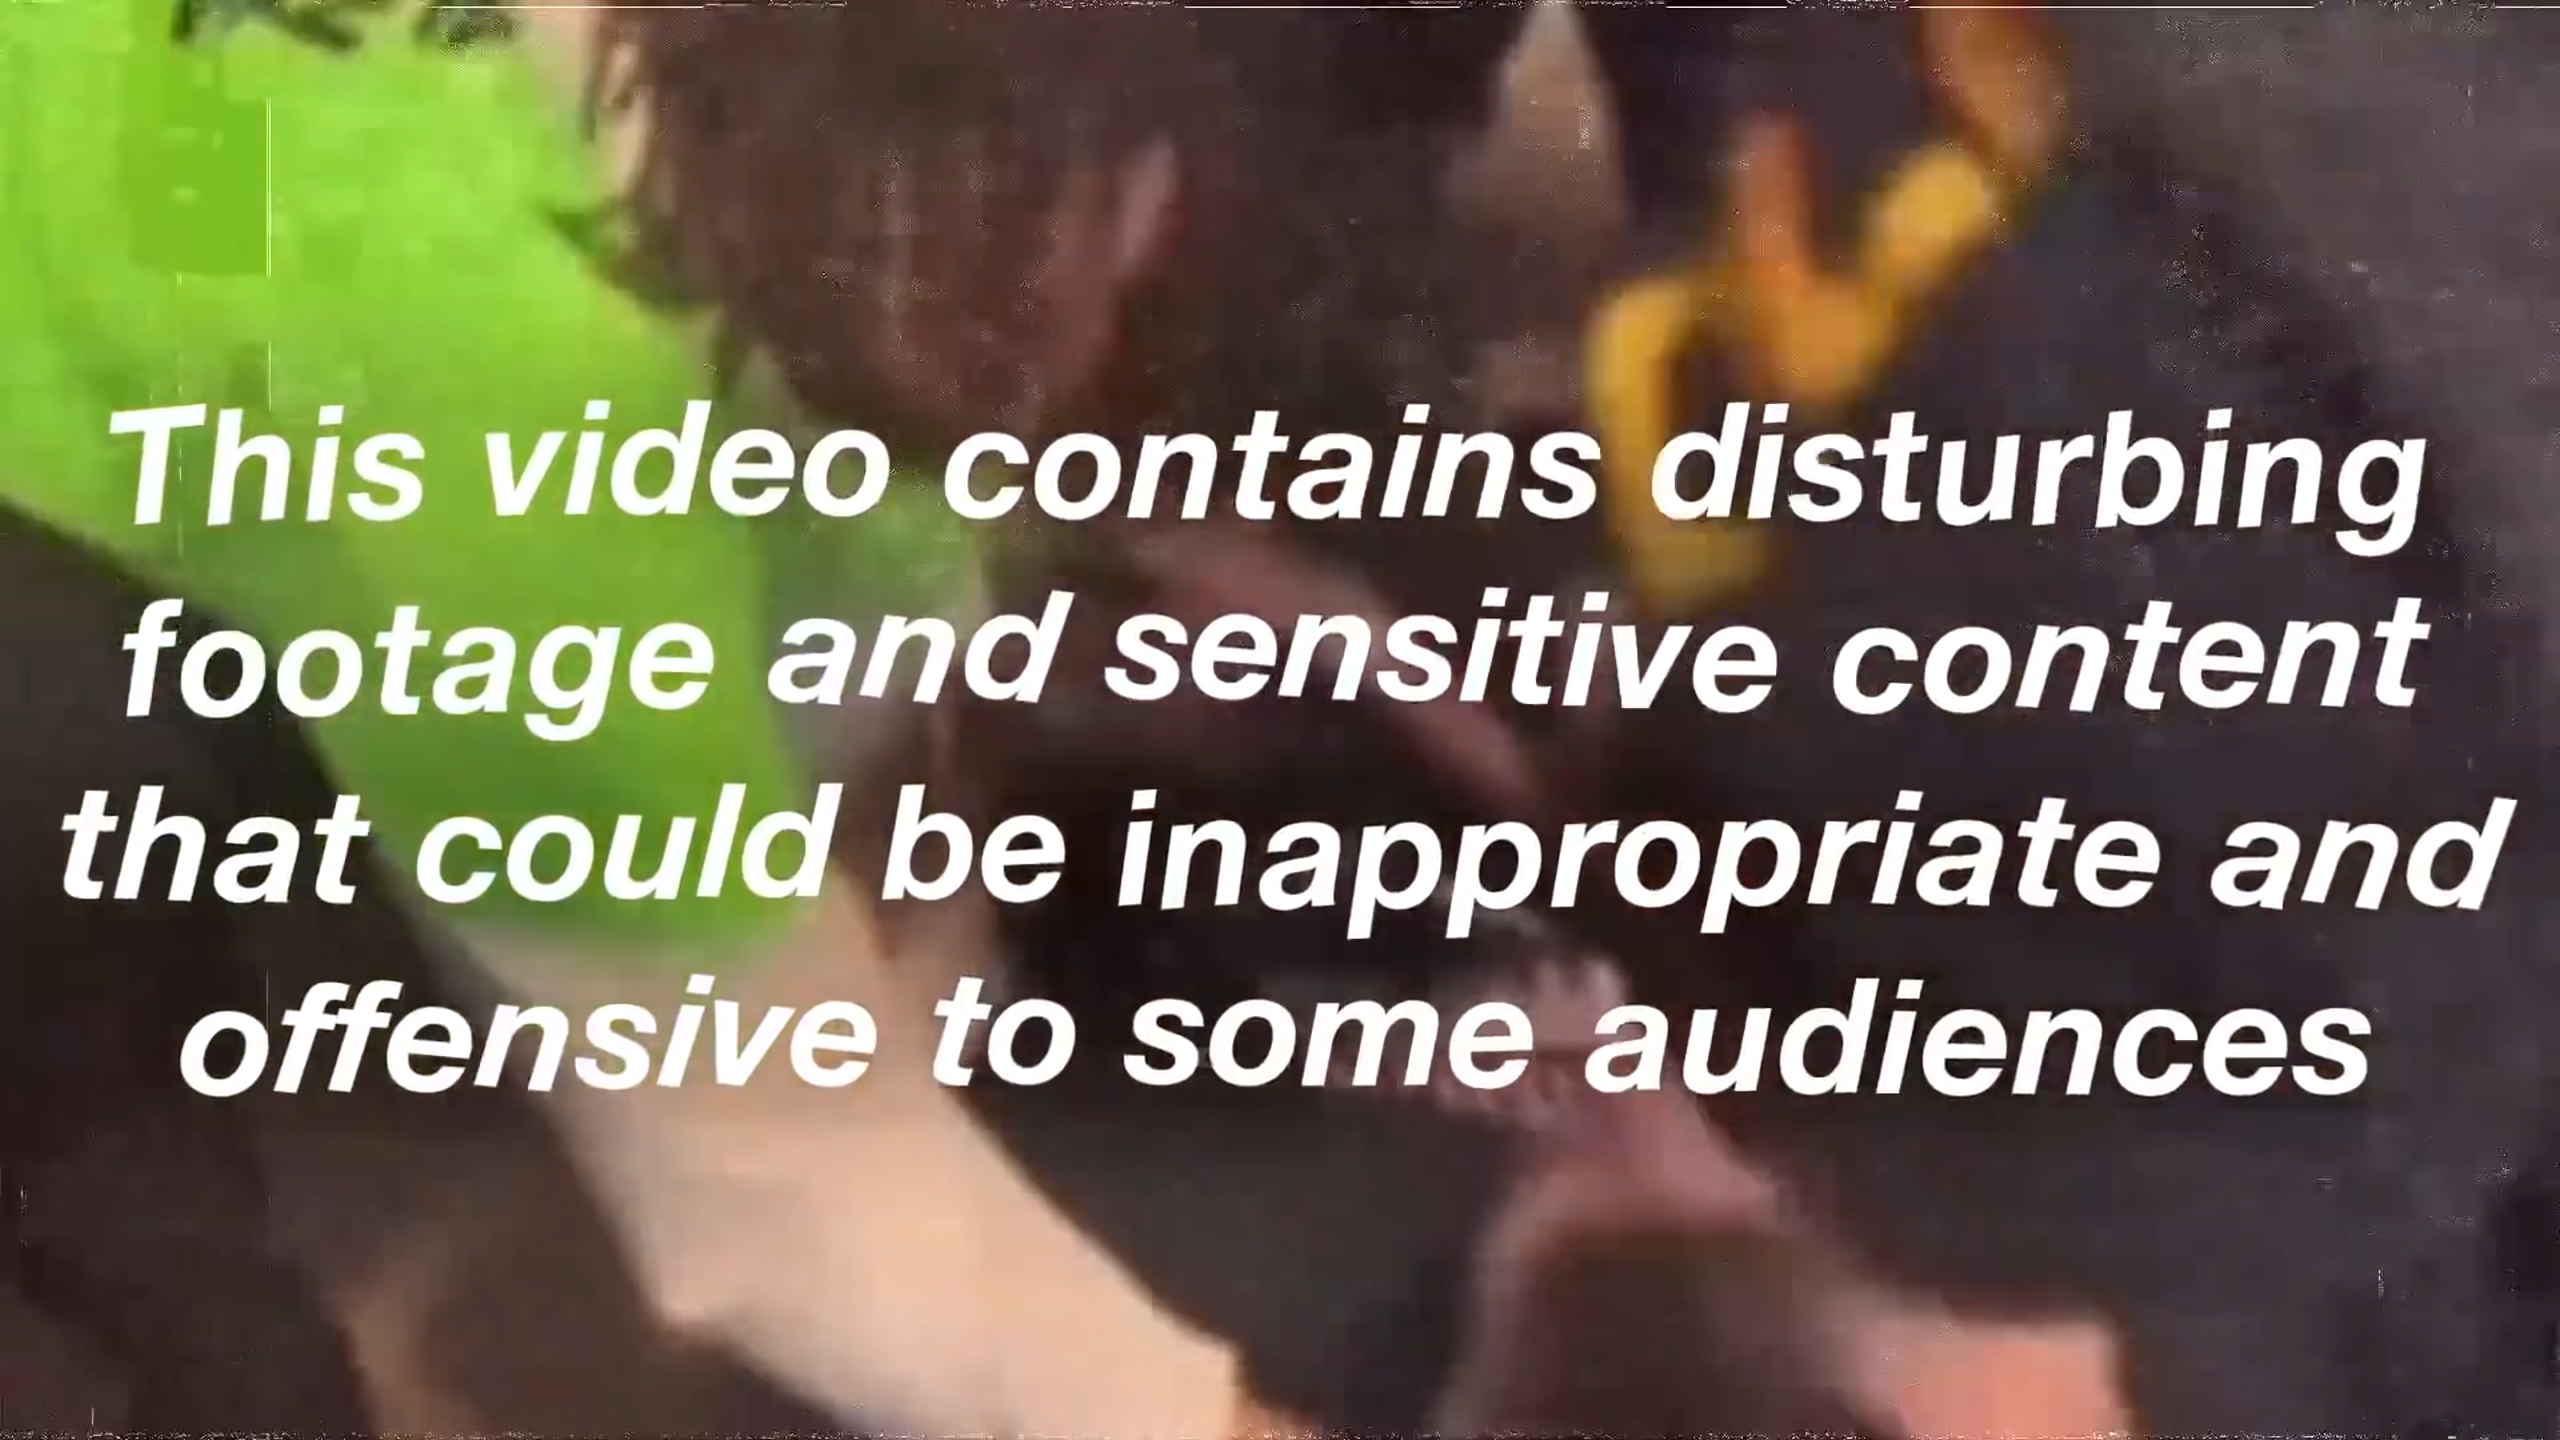 This video contains disturbing
footage and sensitive content
that could be inappropriate and
offensive to some audiences